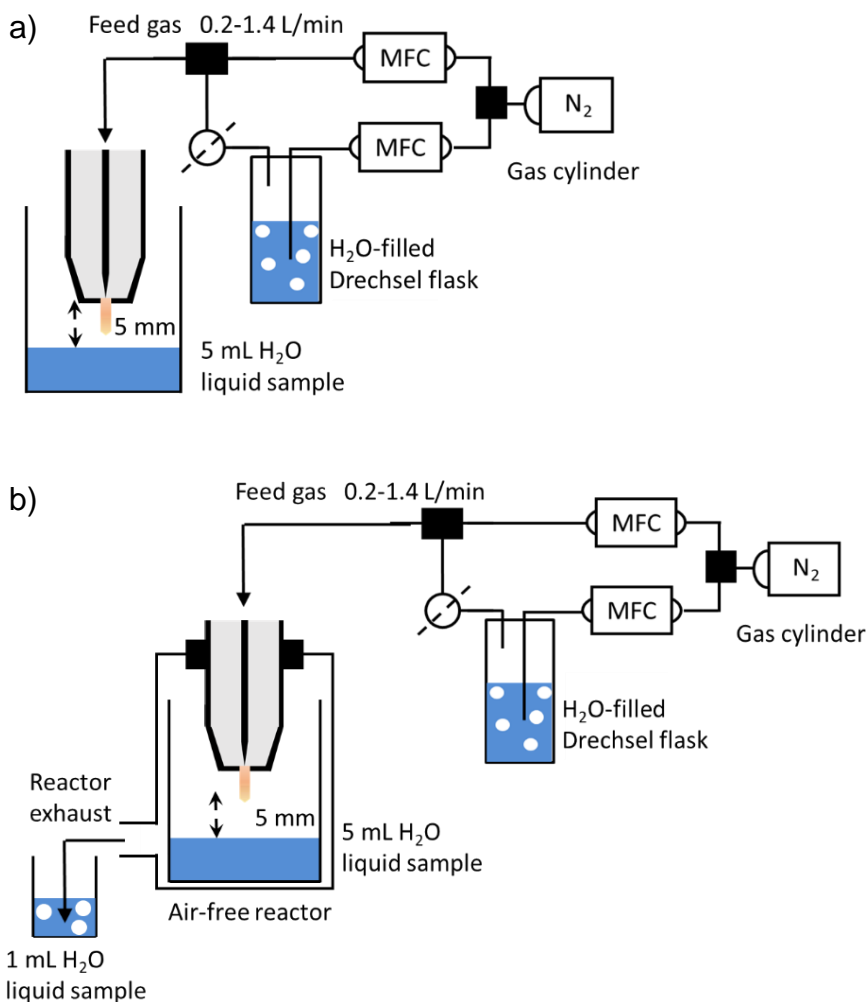 a)
Feed gas 0.2-1.4 L/min
MFC
N₂
MFC
Gas cylinder
H₂O-filled
Drechsel flask
5 mm
5 mL H₂O
liquid sample
b)
Feed gas 0.2-1.4 L/min
MFC
N₂
MFC
Gas cylinder
H₂O-filled
Drechsel flask
Reactor
exhaust
5 mm
5 mL H₂O
liquid sample
Air-free reactor
1 mL H₂O
liquid sample